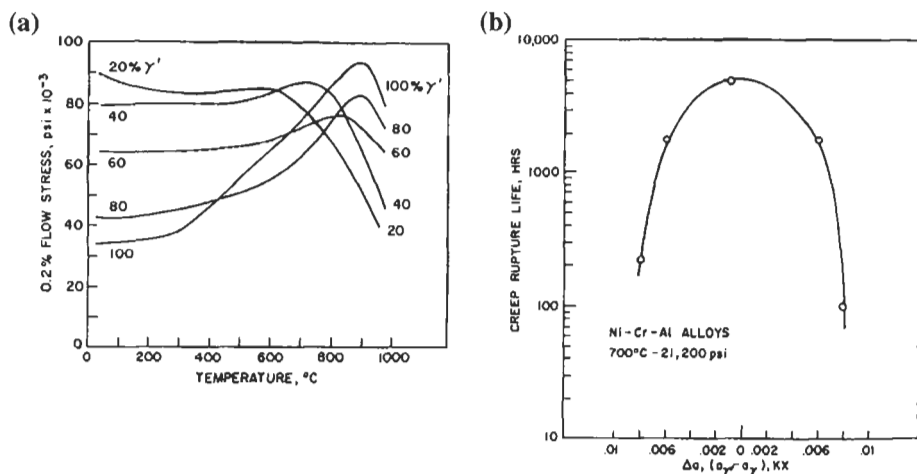 (a)
100
80
60
40
20
0
0.2% FLOW STRESS, psi x 10⁻³
20% γ'
40
60
80
100
100% γ'
80
60
40
20
0 200 400 600 800 1000
TEMPERATURE, °C
(b)
10,000
1000
100
10
CREEP RUPTURE LIFE, HRS
Ni-Cr-Al ALLOYS
700°C-21,200 psi
.01 .006 .002 0 .002 .006 .01
Δa, (aγ'-aγ), KX